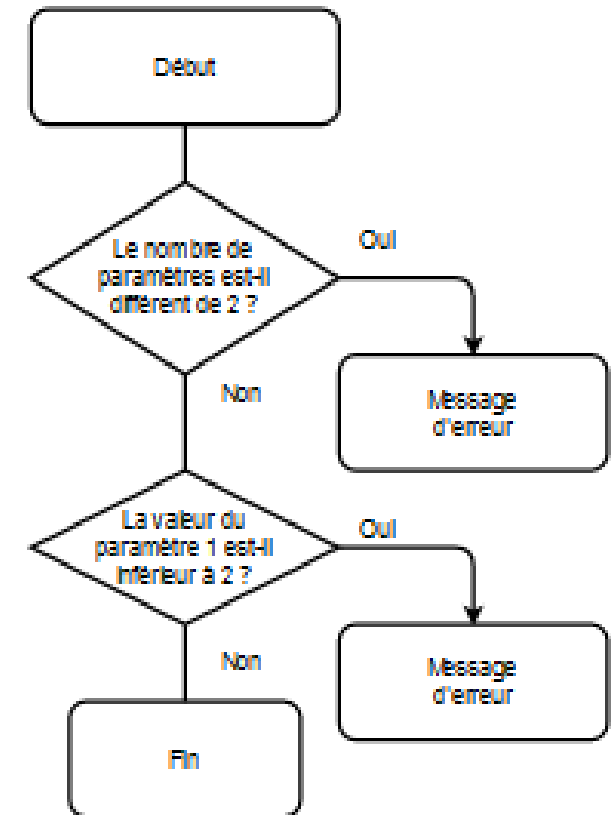 Début
Le nombre de
paramètres est-il
différent de 2 ?
Oui
Message
d'erreur
Non
La valeur du
paramètre 1 est-il
inférieur à 2 ?
Oui
Message
d'erreur
Non
Fin